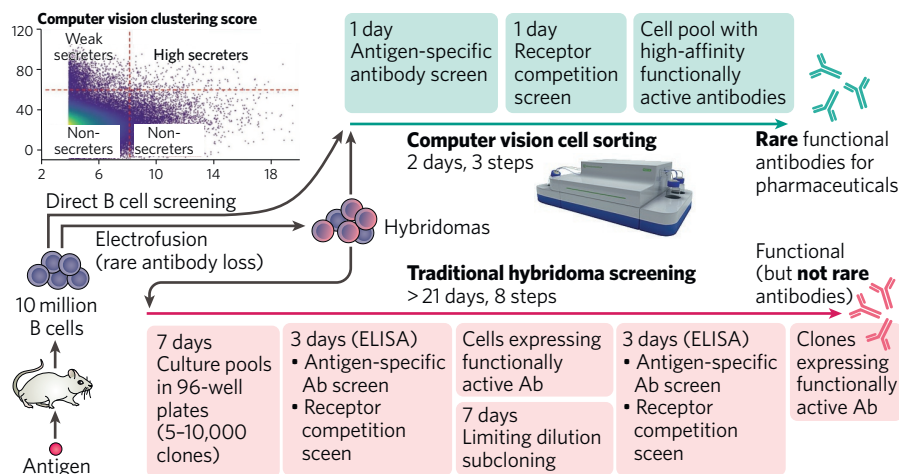 Computer vision clustering score
Weak
secreters
High secreters
120
80
40
0
Non-
secreters
Non-
secreters
2
6
10
14
18
1 day
Antigen-specific
antibody screen
1 day
Receptor
competition
screen
Cell pool with
high-affinity
functionally
active antibodies
Computer vision cell sorting
2 days, 3 steps
Rare functional
antibodies for
pharmaceuticals
Direct B cell screening
Electrofusion
(rare antibody loss)
Hybridomas
Traditional hybridoma screening
> 21 days, 8 steps
Functional
(but not rare
antibodies)
10 million
B cells
Antigen
7 days
Culture pools
in 96-well
plates
(5–10,000
clones)
3 days (ELISA)
• Antigen-specific
Ab screen
• Receptor
competition
sceen
Cells expressing
functionally
active Ab
7 days
Limiting dilution
subcloning
3 days (ELISA)
• Antigen-specific
Ab screen
• Receptor
competition
sceen
Clones
expressing
functionally
active Ab